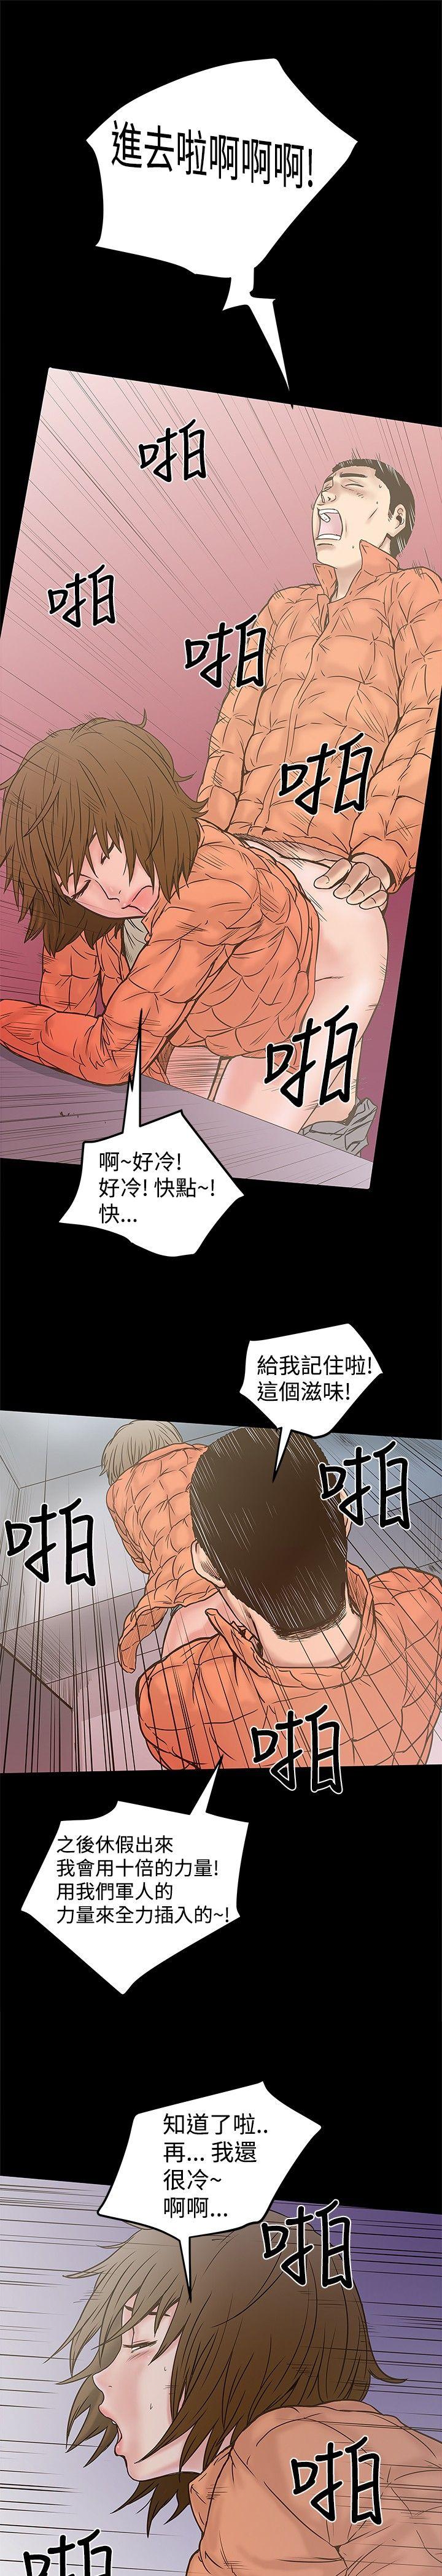 進去啦啊啊啊!
啪
啪
啪
啪
啪
啊~好冷!
好冷! 快點~!
快...
給我記住啦!
這個滋味!
啪
啪
啪
之後休假出來
我會用十倍的力量!
用我們軍人的
力量來全力插入的~!
知道了啦..
再... 我還
很冷~
啊啊...
啪
啪
啪